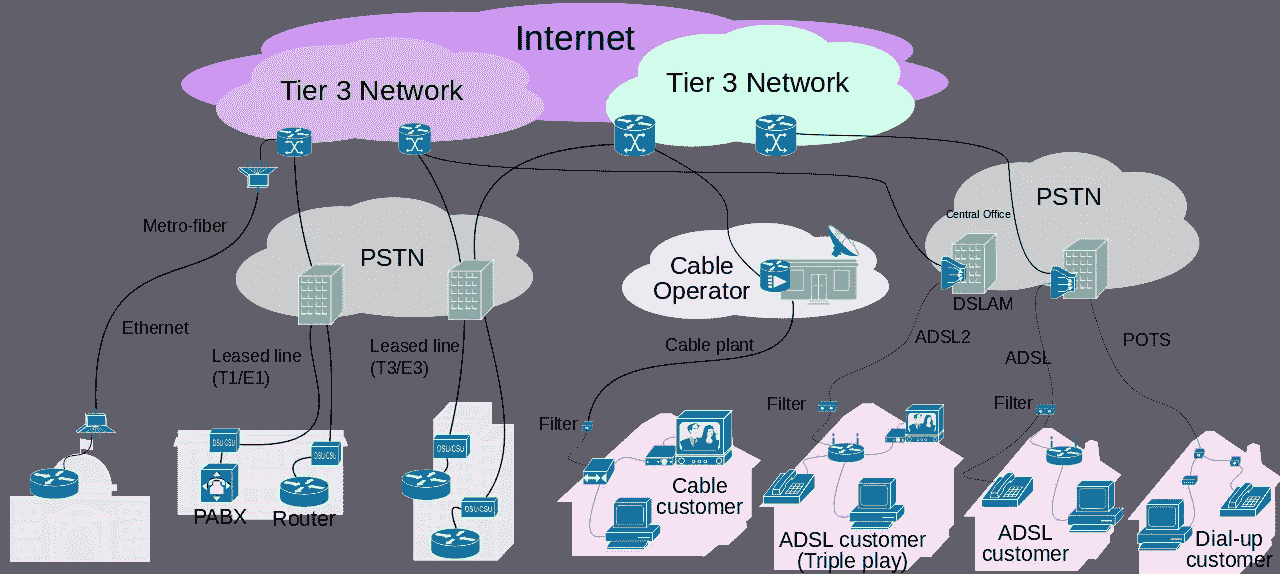 Internet
Tier 3 Network
Tier 3 Network
Metro-fiber
PSTN
Central Office
PSTN
Cable
Operator
DSLAM
Ethernet
Leased line
(T1/E1)
Leased line
(T3/E3)
Cable plant
ADSL2
ADSL
POTS
Filter
Filter
Filter
DSU/CSU
DSU/CSU
DSU/CSU
DSU/CSU
PABX
Router
Cable
customer
ADSL customer
(Triple play)
ADSL
customer
Dial-up
customer